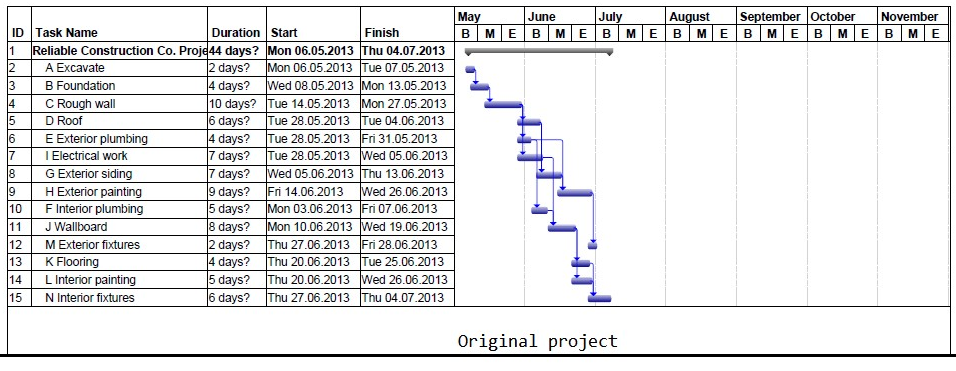 May June July August September October November
ID Task Name Duration Start Finish B M E B M E B M E B M E B M E B M E B M E
1 Reliable Construction Co. Proje 44 days? Mon 06.05.2013 Thu 04.07.2013
2 A Excavate 2 days? Mon 06.05.2013 Tue 07.05.2013
3 B Foundation 4 days? Wed 08.05.2013 Mon 13.05.2013
4 C Rough wall 10 days? Tue 14.05.2013 Mon 27.05.2013
5 D Roof 6 days? Tue 28.05.2013 Tue 04.06.2013
6 E Exterior plumbing 4 days? Tue 28.05.2013 Fri 31.05.2013
7 I Electrical work 7 days? Tue 28.05.2013 Wed 05.06.2013
8 G Exterior siding 7 days? Wed 05.06.2013 Thu 13.06.2013
9 H Exterior painting 9 days? Fri 14.06.2013 Wed 26.06.2013
10 F Interior plumbing 5 days? Mon 03.06.2013 Fri 07.06.2013
11 J Wallboard 8 days? Mon 10.06.2013 Wed 19.06.2013
12 M Exterior fixtures 2 days? Thu 27.06.2013 Fri 28.06.2013
13 K Flooring 4 days? Thu 20.06.2013 Tue 25.06.2013
14 L Interior painting 5 days? Thu 20.06.2013 Wed 26.06.2013
15 N Interior fixtures 6 days? Thu 27.06.2013 Thu 04.07.2013
Original project